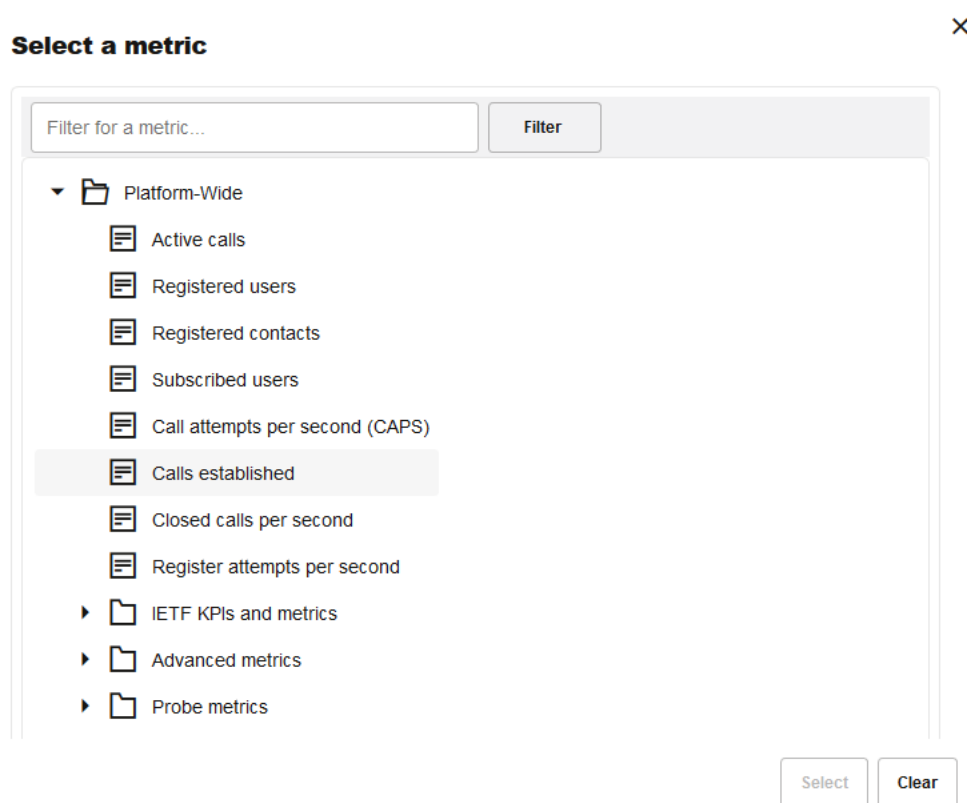 Select a metric
Filter for a metric...
Filter
Platform-Wide
Active calls
Registered users
Registered contacts
Subscribed users
Call attempts per second (CAPS)
Calls established
Closed calls per second
Register attempts per second
IETF KPIs and metrics
Advanced metrics
Probe metrics
Select
Clear